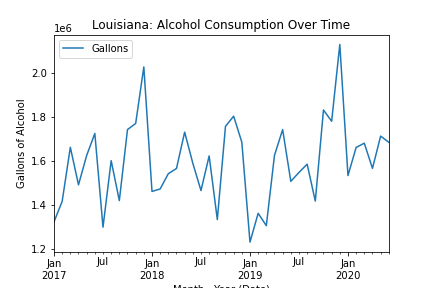 Louisiana: Alcohol Consumption Over Time
1e6
Gallons
2.0
1.8
1.6
1.4
1.2
Gallons of Alcohol
Jan Jul Jan Jul Jan Jul Jan
2017 2018 2019 2020
Month - Year (Date)